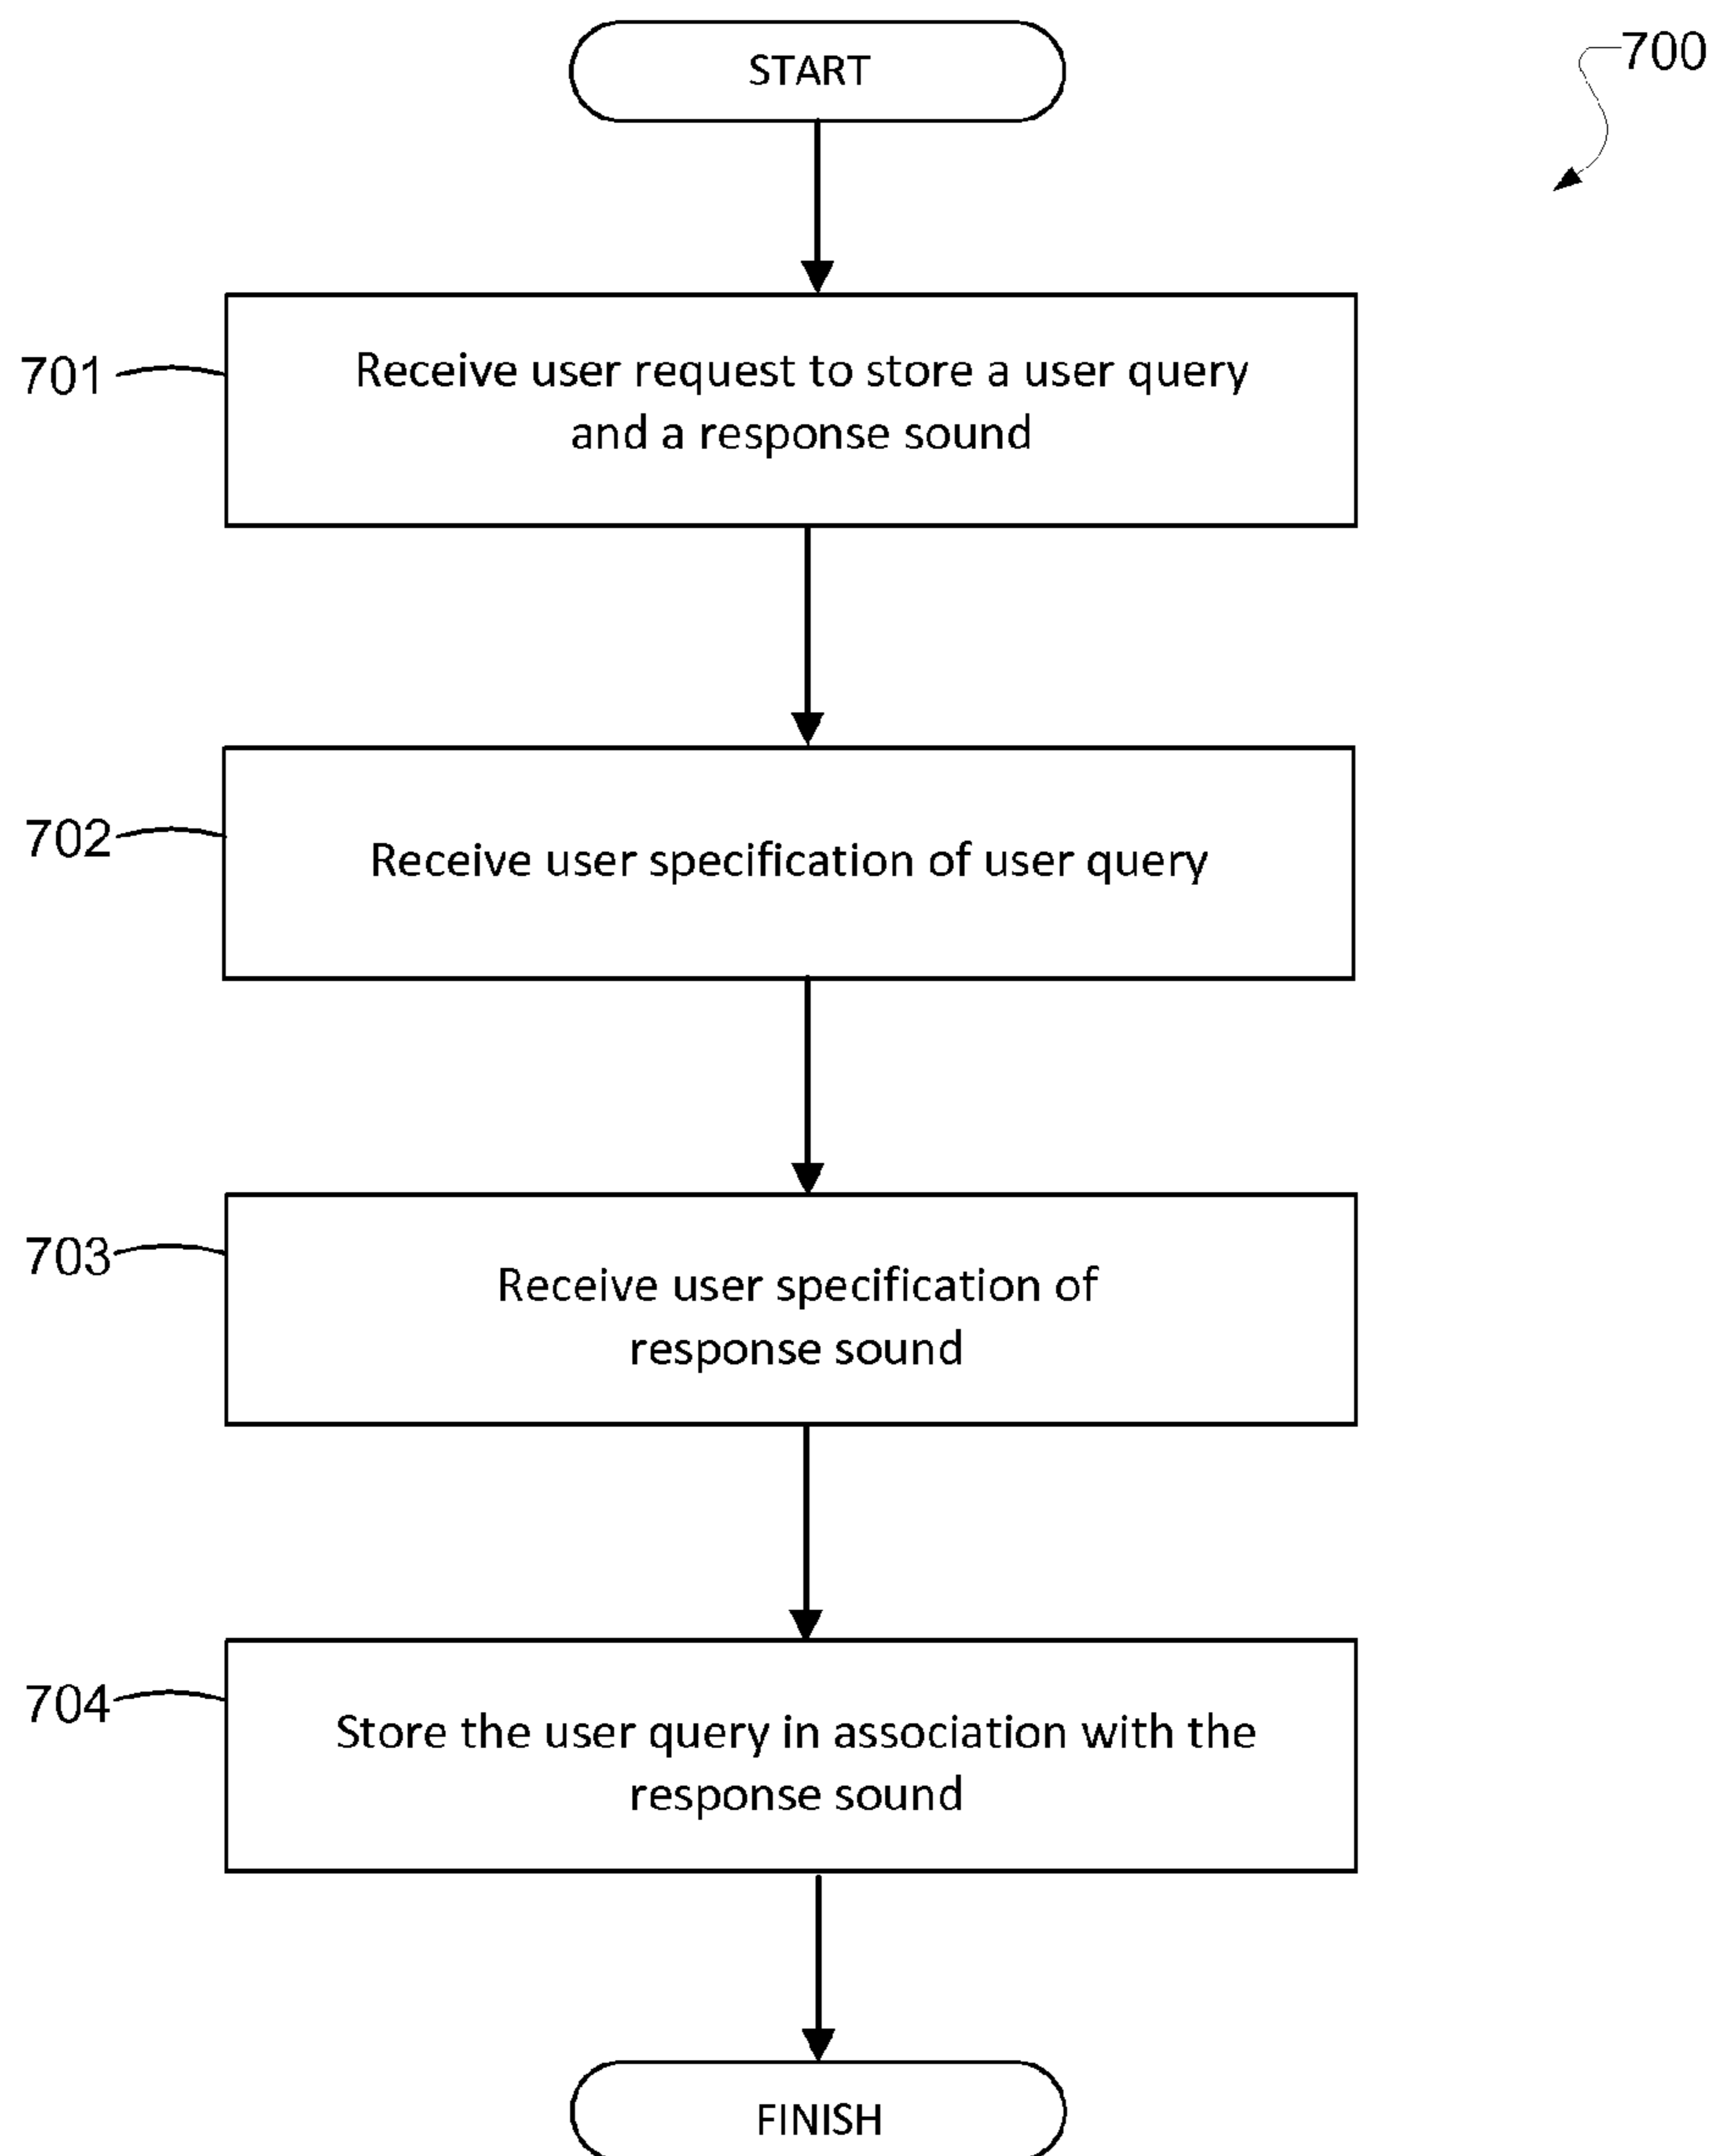 START
700
701
Receive user request to store a user query
and a response sound
702
Receive user specification of user query
703
Receive user specification of
response sound
704
Store the user query in association with the
response sound
FINISH